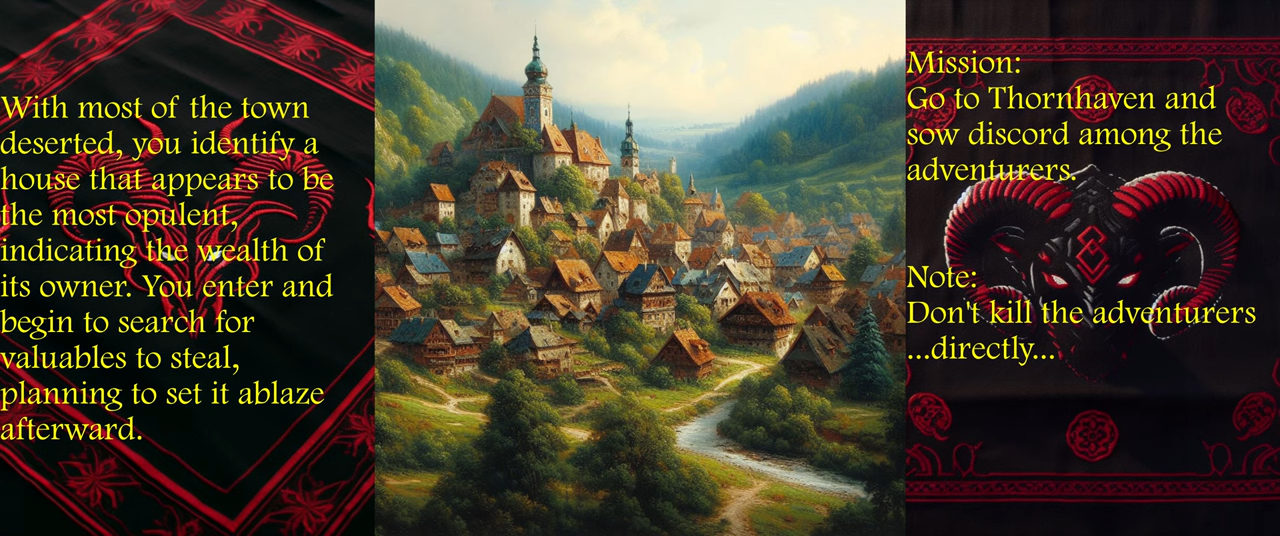 With most of the town
deserted, you identify a
house that appears to be
the most opulent,
indicating the wealth of
its owner. You enter and
begin to search for
valuables to steal,
planning to set it ablaze
afterward.
Mission:
Go to Thornhaven and
sow discord among the
adventurers.
Note:
Don't kill the adventurers
...directly...